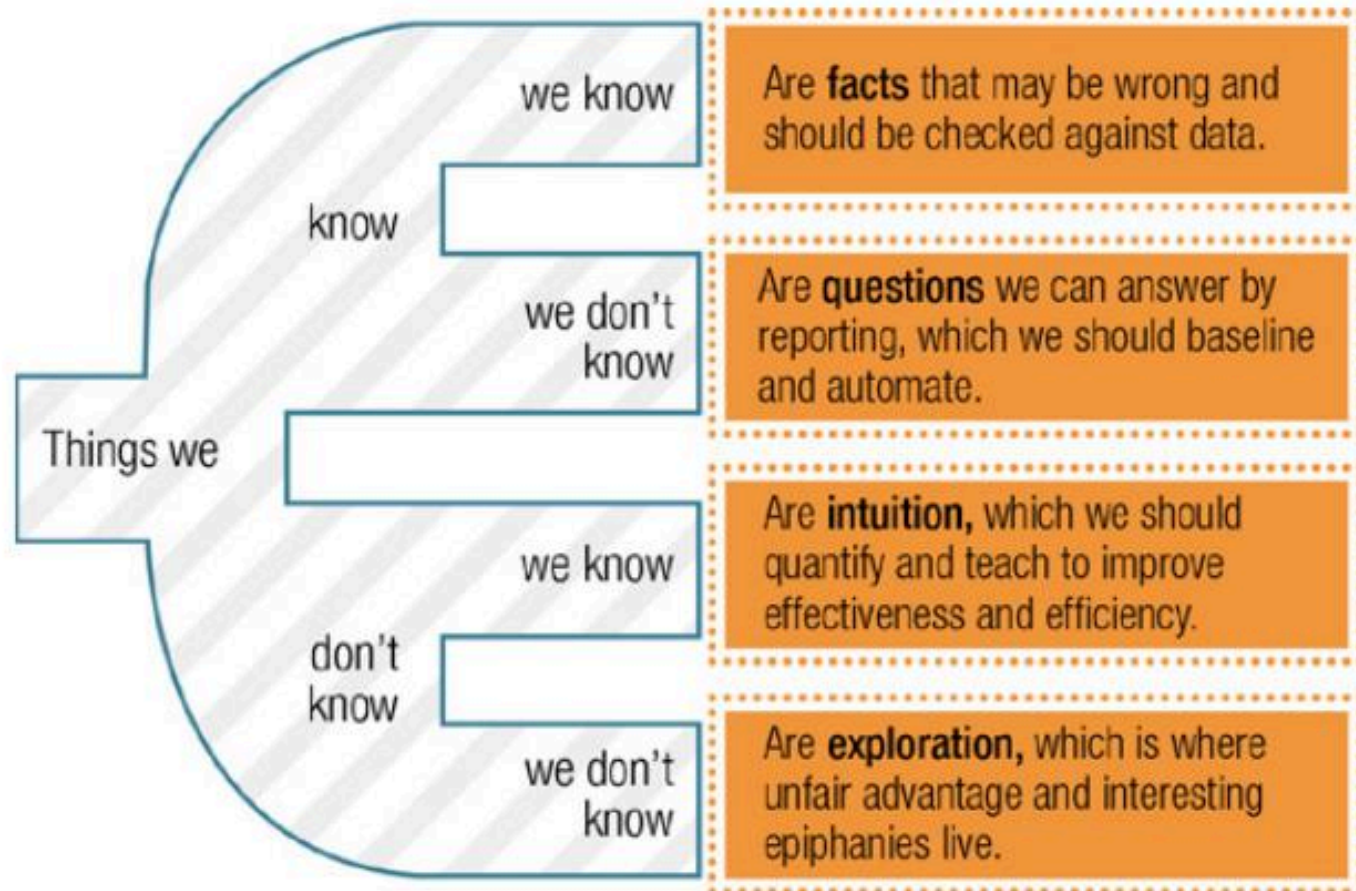 Things we
know
we know
Are facts that may be wrong and
should be checked against data.
we don't
know
Are questions we can answer by
reporting, which we should baseline
and automate.
don't
know
we know
Are intuition, which we should
quantify and teach to improve
effectiveness and efficiency.
we don't
know
Are exploration, which is where
unfair advantage and interesting
epiphanies live.